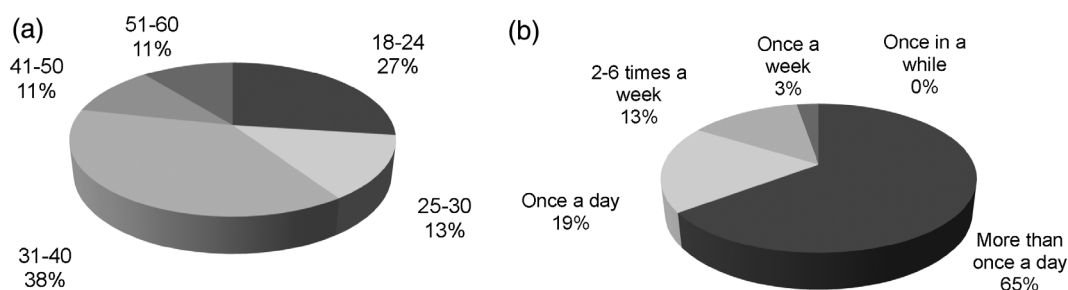 (a)
51-60
11%
18-24
27%
41-50
11%
25-30
13%
31-40
38%
(b)
Once a
week
3%
Once in a
while
0%
2-6 times a
week
13%
Once a day
19%
More than
once a day
65%